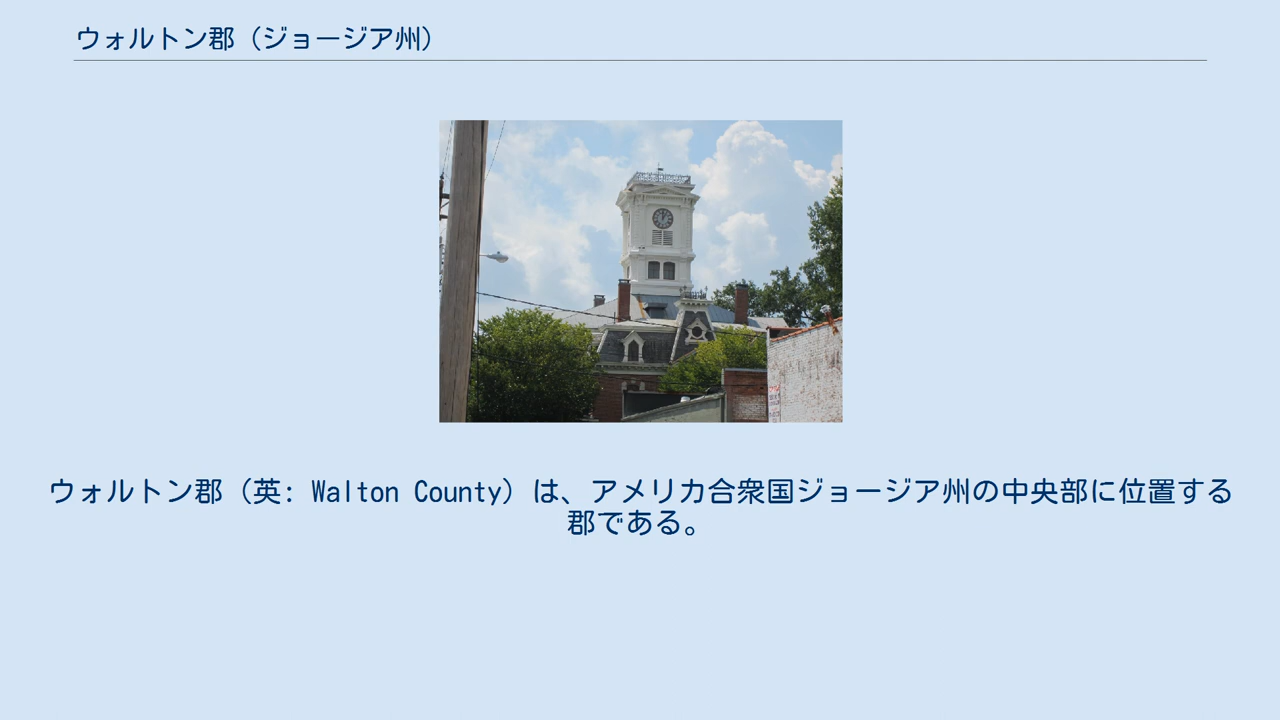 ウォルトン郡（ジョージア州）
ウォルトン郡（英: Walton County）は、アメリカ合衆国ジョージア州の中央部に位置する
郡である。